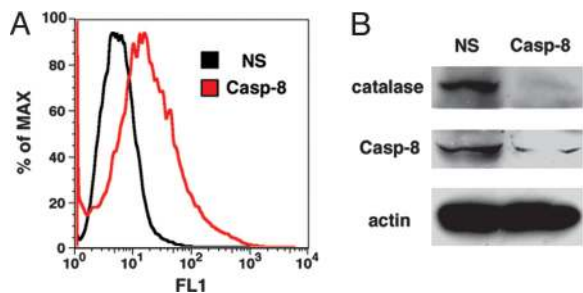 A
% of MAX
100
80
60
40
20
0
10^0
10^1
10^2
10^3
10^4
FL1
NS
Casp-8
B
NS Casp-8
catalase
Casp-8
actin